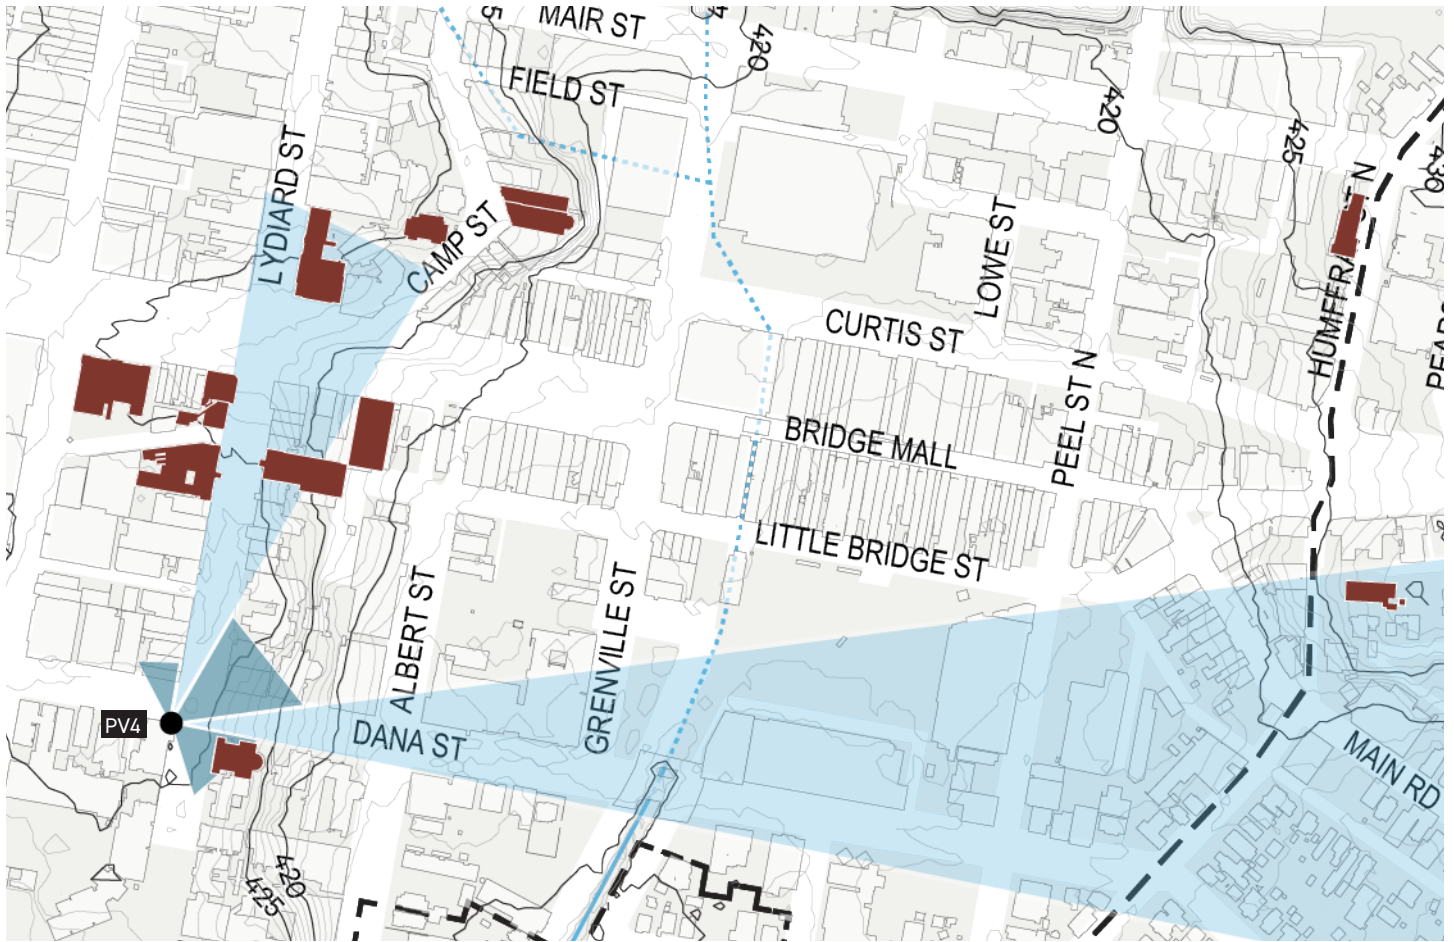 MAIR ST
420
FIELD ST
LYDIARD ST
CAMP ST
420
425
430
LOWE ST
CURTIS ST
PEEL ST N
BRIDGE MALL
LITTLE BRIDGE ST
ALBERT ST
GRENVILLE ST
PV4
DANA ST
MAIN RD
420
425